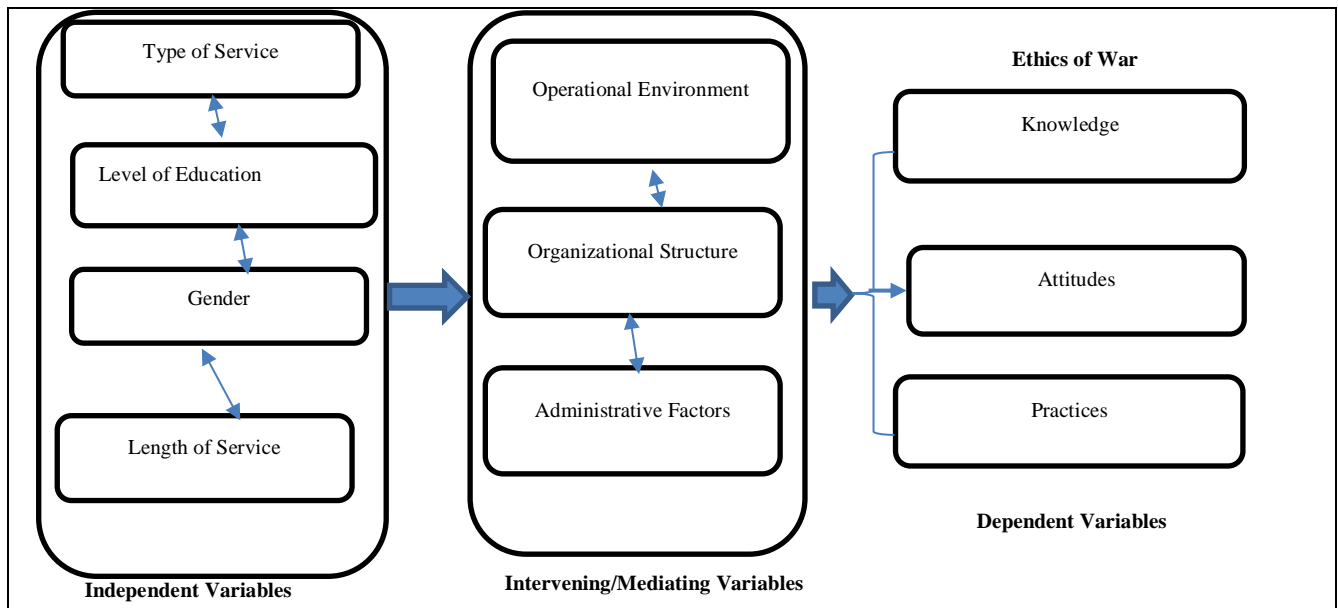 Type of Service
Level of Education
Gender
Length of Service
Independent Variables
Operational Environment
Organizational Structure
Administrative Factors
Intervening/Mediating Variables
Ethics of War
Knowledge
Attitudes
Practices
Dependent Variables